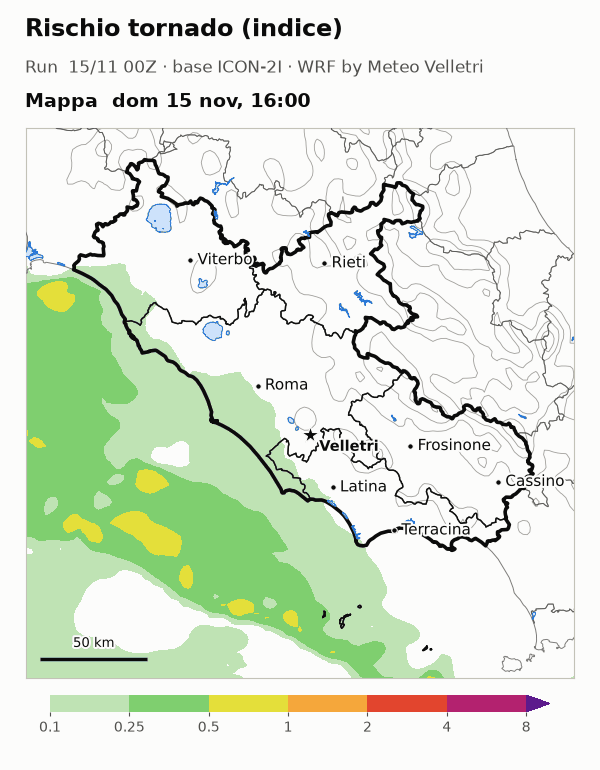 Rischio tornado (indice)
Run  15/11 00Z · base ICON-2I · WRF by Meteo Velletri
Mappa  dom 15 nov, 16:00
Viterbo
Rieti
Roma
Velletri
Frosinone
Latina
Cassino
Terracina
50 km
0.1 0.25 0.5 1 2 4 8